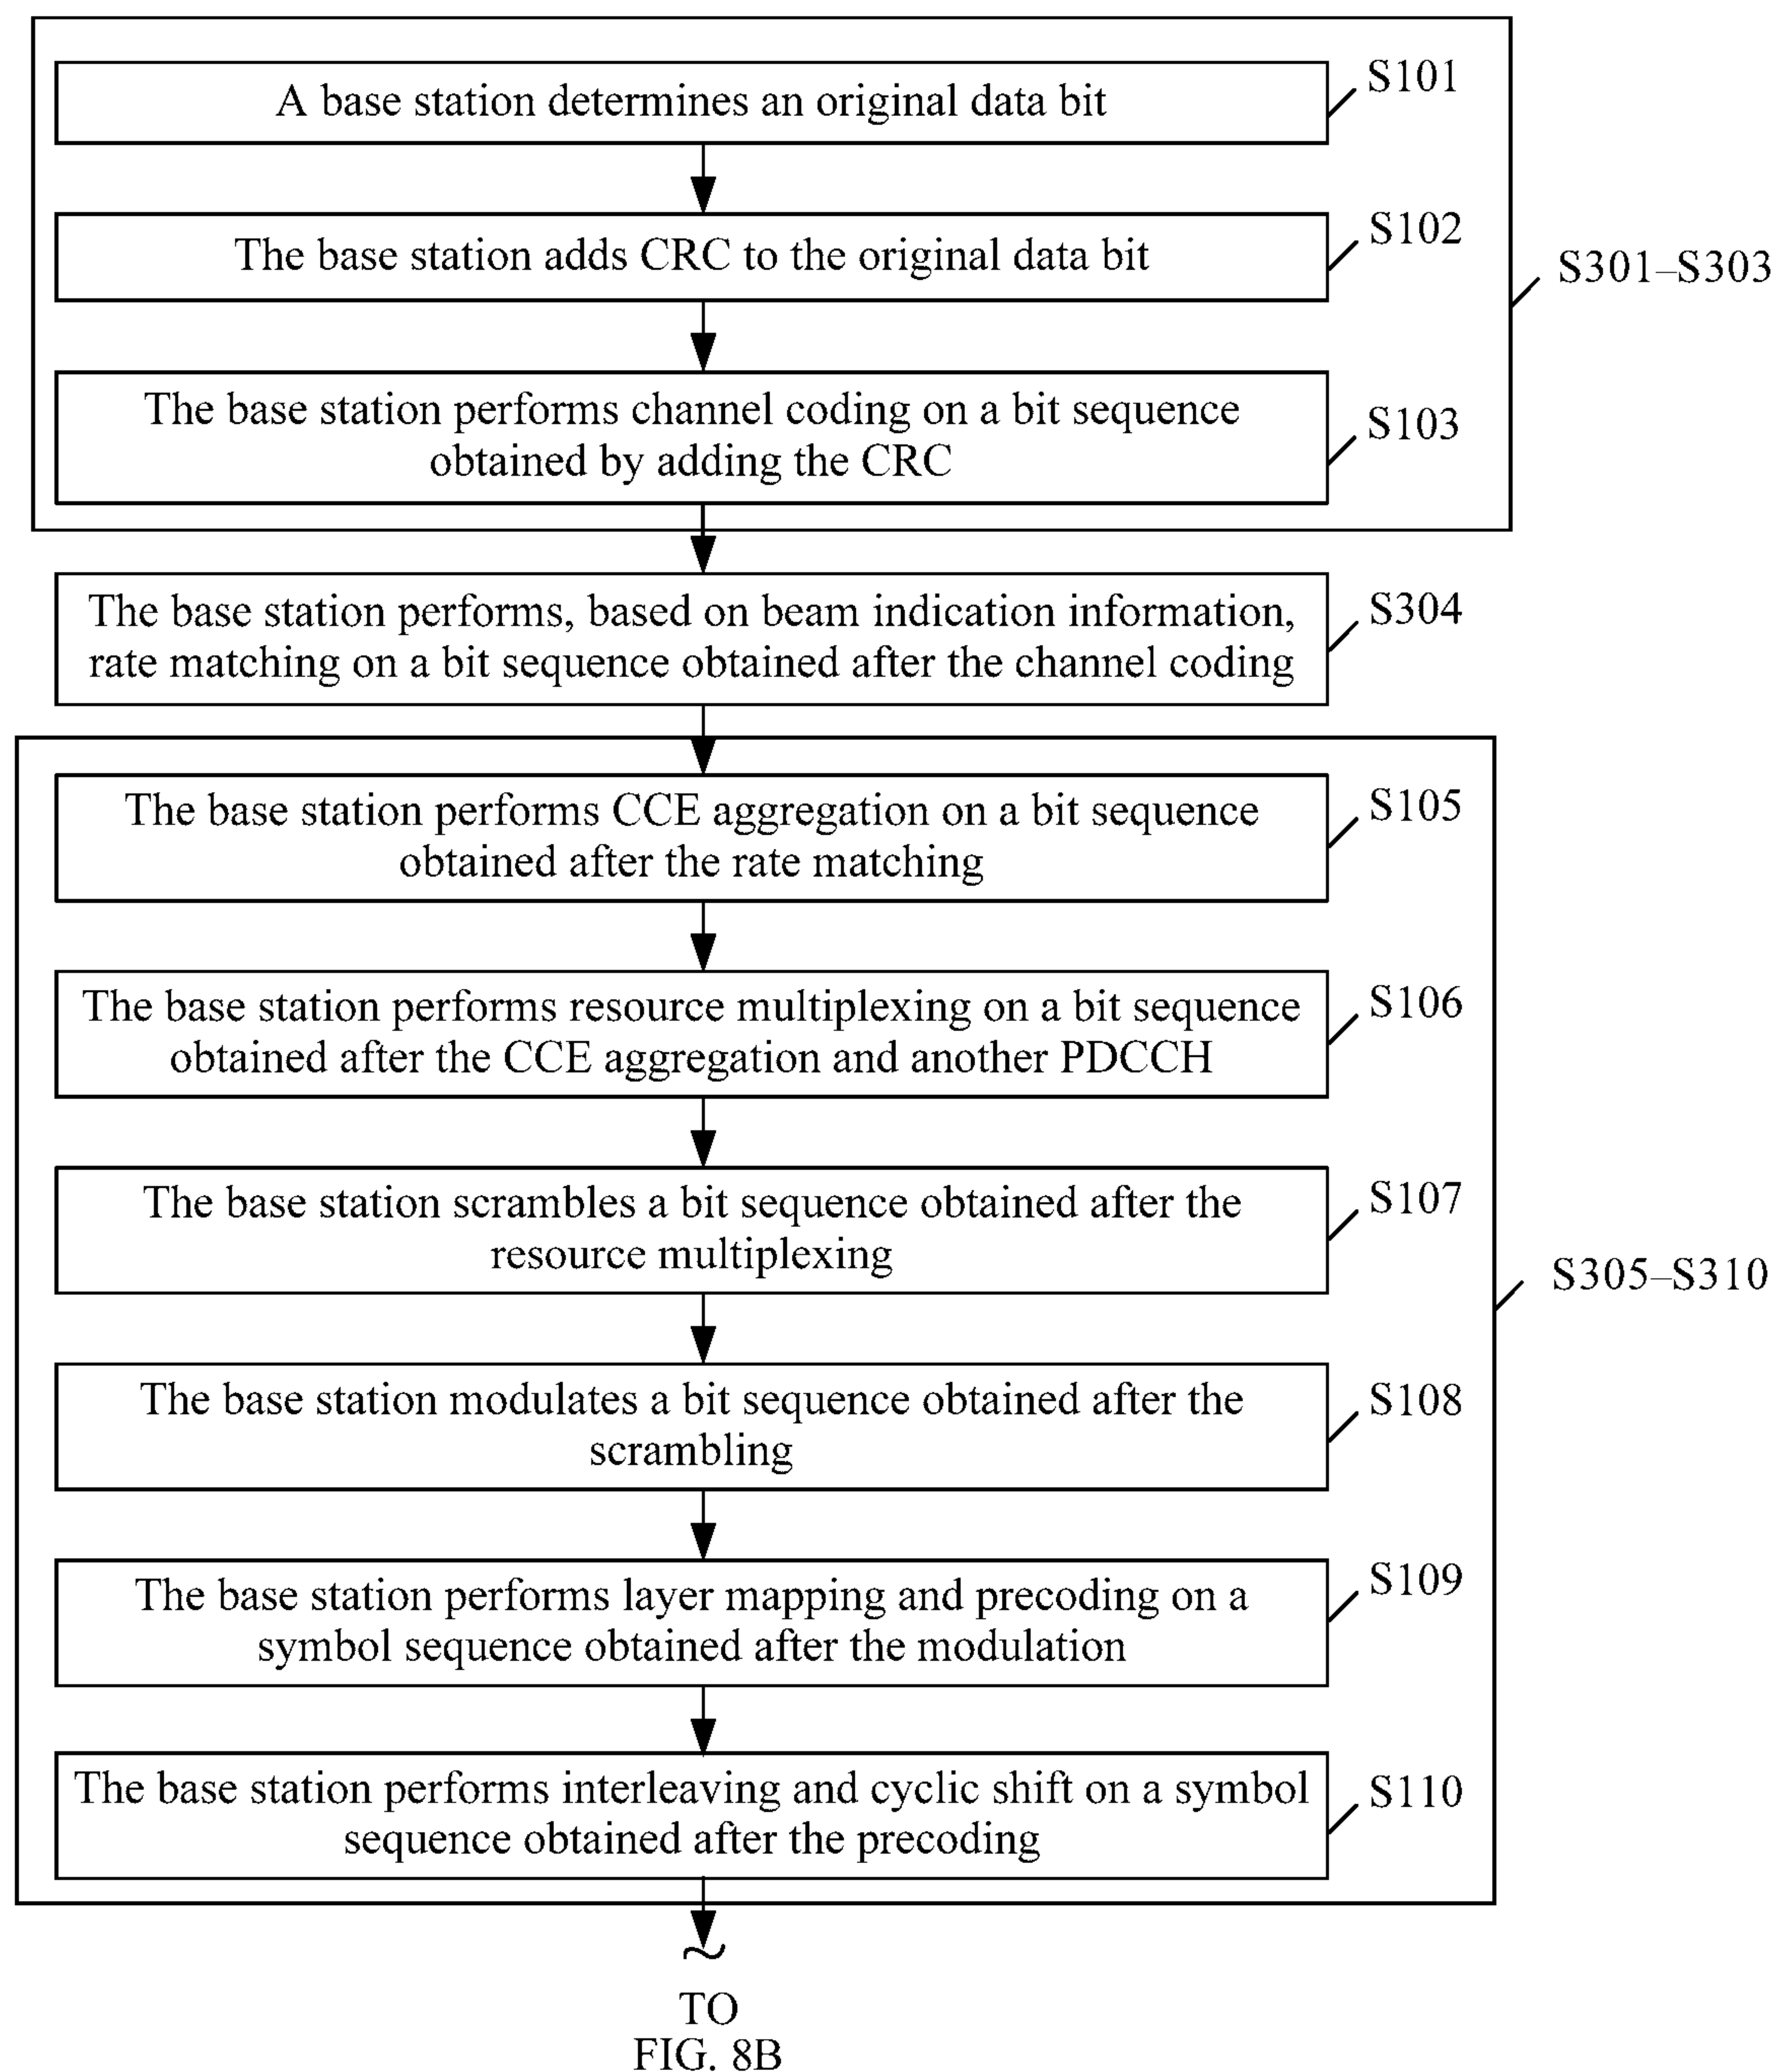 A base station determines an original data bit
S101
The base station adds CRC to the original data bit
S102
S301–S303
The base station performs channel coding on a bit sequence
obtained by adding the CRC
S103
The base station performs, based on beam indication information,
rate matching on a bit sequence obtained after the channel coding
S304
The base station performs CCE aggregation on a bit sequence
obtained after the rate matching
S105
The base station performs resource multiplexing on a bit sequence
obtained after the CCE aggregation and another PDCCH
S106
The base station scrambles a bit sequence obtained after the
resource multiplexing
S107
S305–S310
The base station modulates a bit sequence obtained after the
scrambling
S108
The base station performs layer mapping and precoding on a
symbol sequence obtained after the modulation
S109
The base station performs interleaving and cyclic shift on a symbol
sequence obtained after the precoding
S110
TO
FIG. 8B